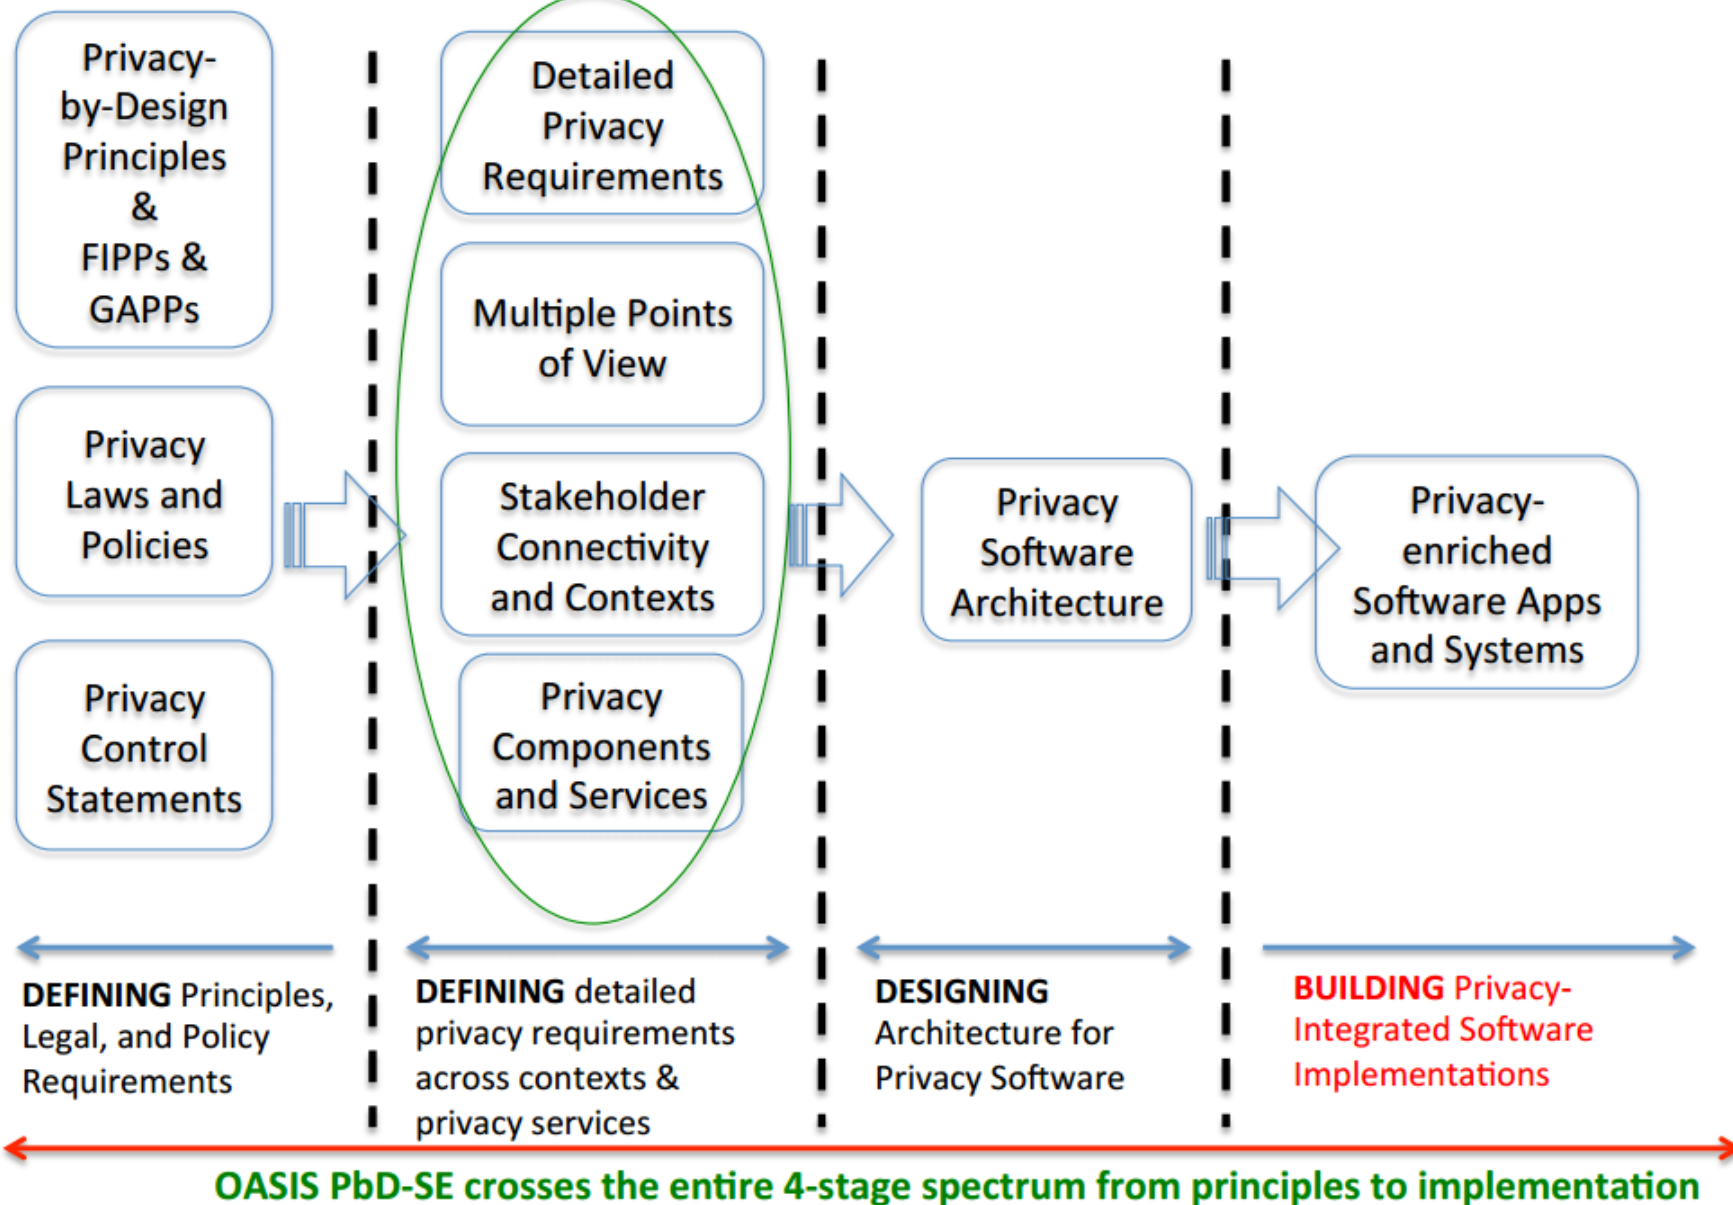 Privacy-
by-Design
Principles
&
FIPPs &
GAPPs
Privacy
Laws and
Policies
Privacy
Control
Statements
Detailed
Privacy
Requirements
Multiple Points
of View
Stakeholder
Connectivity
and Contexts
Privacy
Components
and Services
Privacy
Software
Architecture
Privacy-
enriched
Software Apps
and Systems
DEFINING Principles,
Legal, and Policy
Requirements
DEFINING detailed
privacy requirements
across contexts &
privacy services
DESIGNING
Architecture for
Privacy Software
BUILDING Privacy-
Integrated Software
Implementations
OASIS PbD-SE crosses the entire 4-stage spectrum from principles to implementation